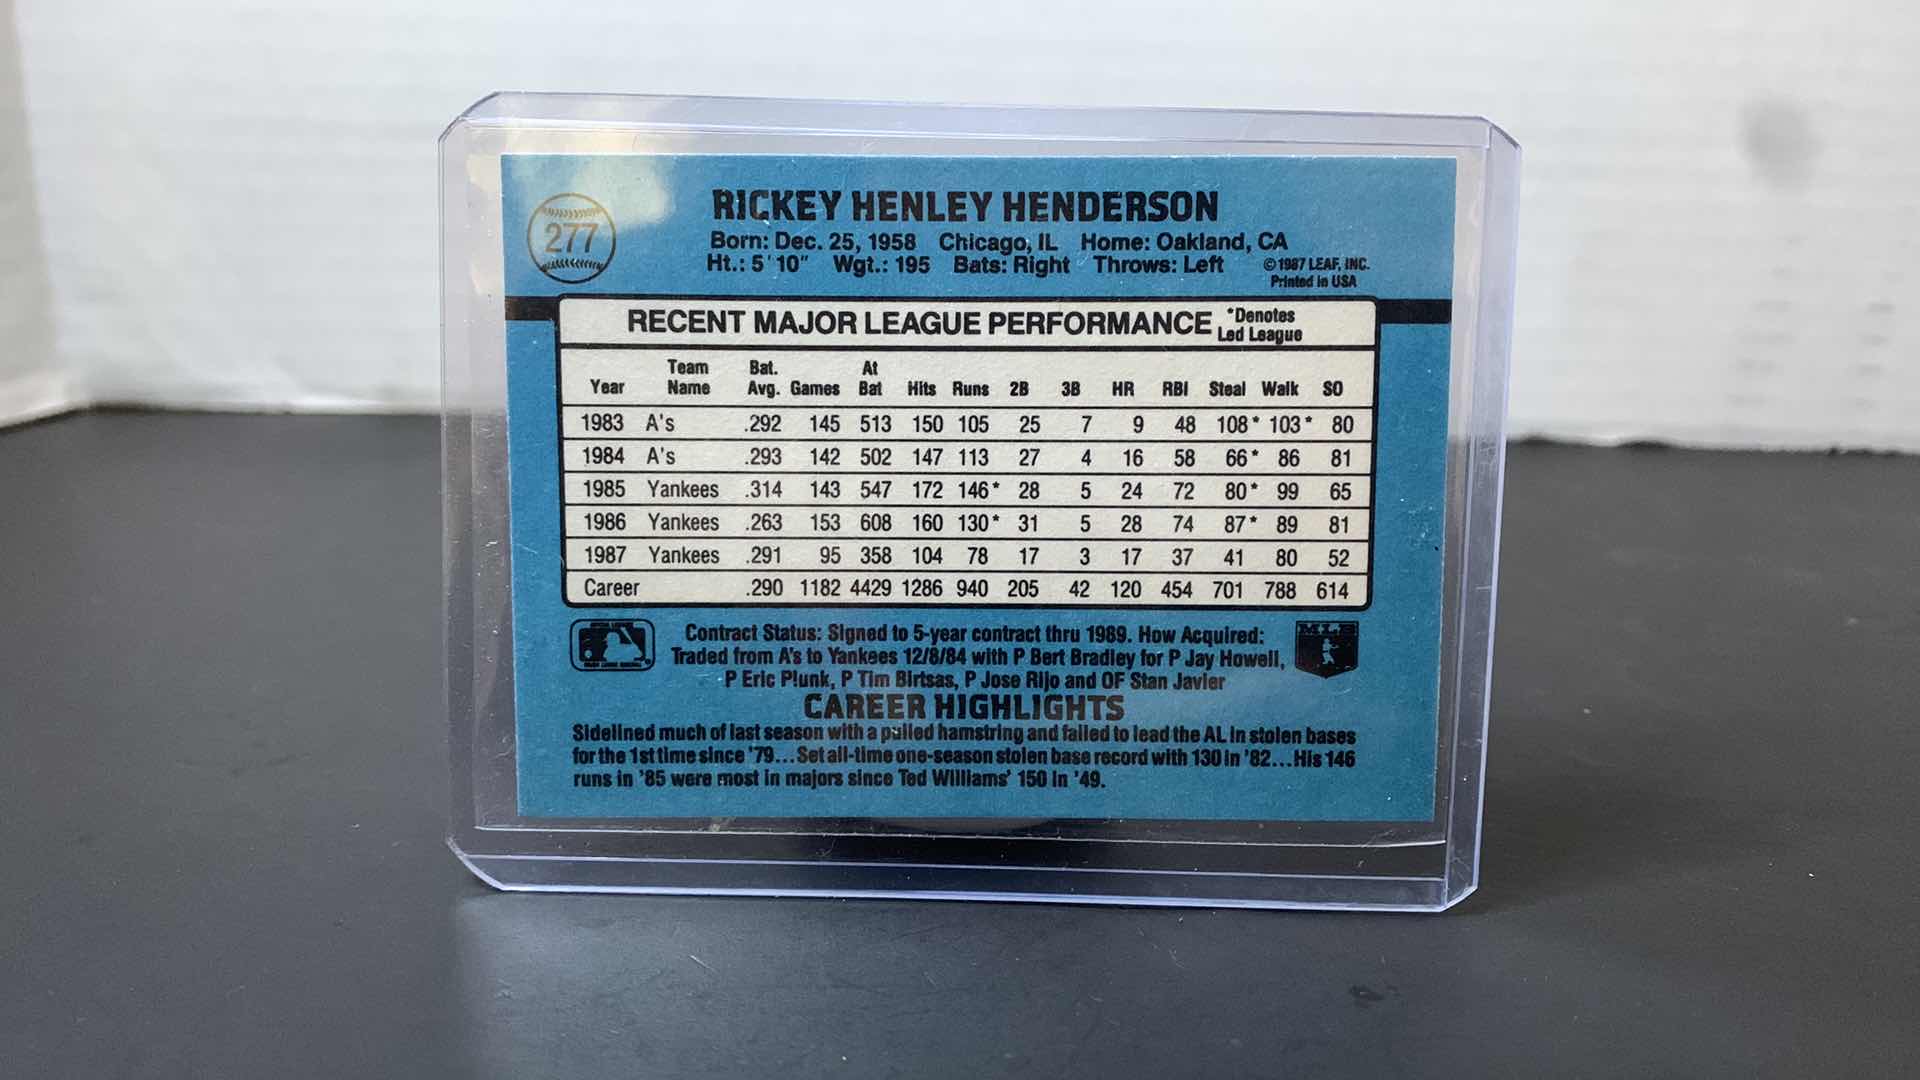 277
RICKEY HENLEY HENDERSON
Born: Dec. 25, 1958 Chicago, IL Home: Oakland, CA
Ht.: 5'10" Wgt.: 195 Bats: Right Throws: Left
©1987 LEAF, INC.
Printed in USA
RECENT MAJOR LEAGUE PERFORMANCE *Denotes Led League
Year Team Name Bat. Avg. Games At Bat Hits Runs 2B 3B HR RBI Steal Walk SO
1983 A's .292 145 513 150 105 25 7 9 48 108* 103* 80
1984 A's .293 142 502 147 113 27 4 16 58 66* 86 81
1985 Yankees .314 143 547 172 146* 28 5 24 72 80* 99 65
1986 Yankees .263 153 608 160 130* 31 5 28 74 87* 89 81
1987 Yankees .291 95 358 104 78 17 3 17 37 41 80 52
Career .290 1182 4429 1286 940 205 42 120 454 701 788 614
Contract Status: Signed to 5-year contract thru 1989. How Acquired:
Traded from A's to Yankees 12/8/84 with P Bert Bradley for P Jay Howell,
P Eric Plunk, P Tim Birtsas, P Jose Rijo and OF Stan Javier
MLB
CAREER HIGHLIGHTS
Sidelined much of last season with a pulled hamstring and failed to lead the AL in stolen bases
for the 1st time since '79...Set all-time one-season stolen base record with 130 in '82...His 146
runs in '85 were most in majors since Ted Williams' 150 in '49.